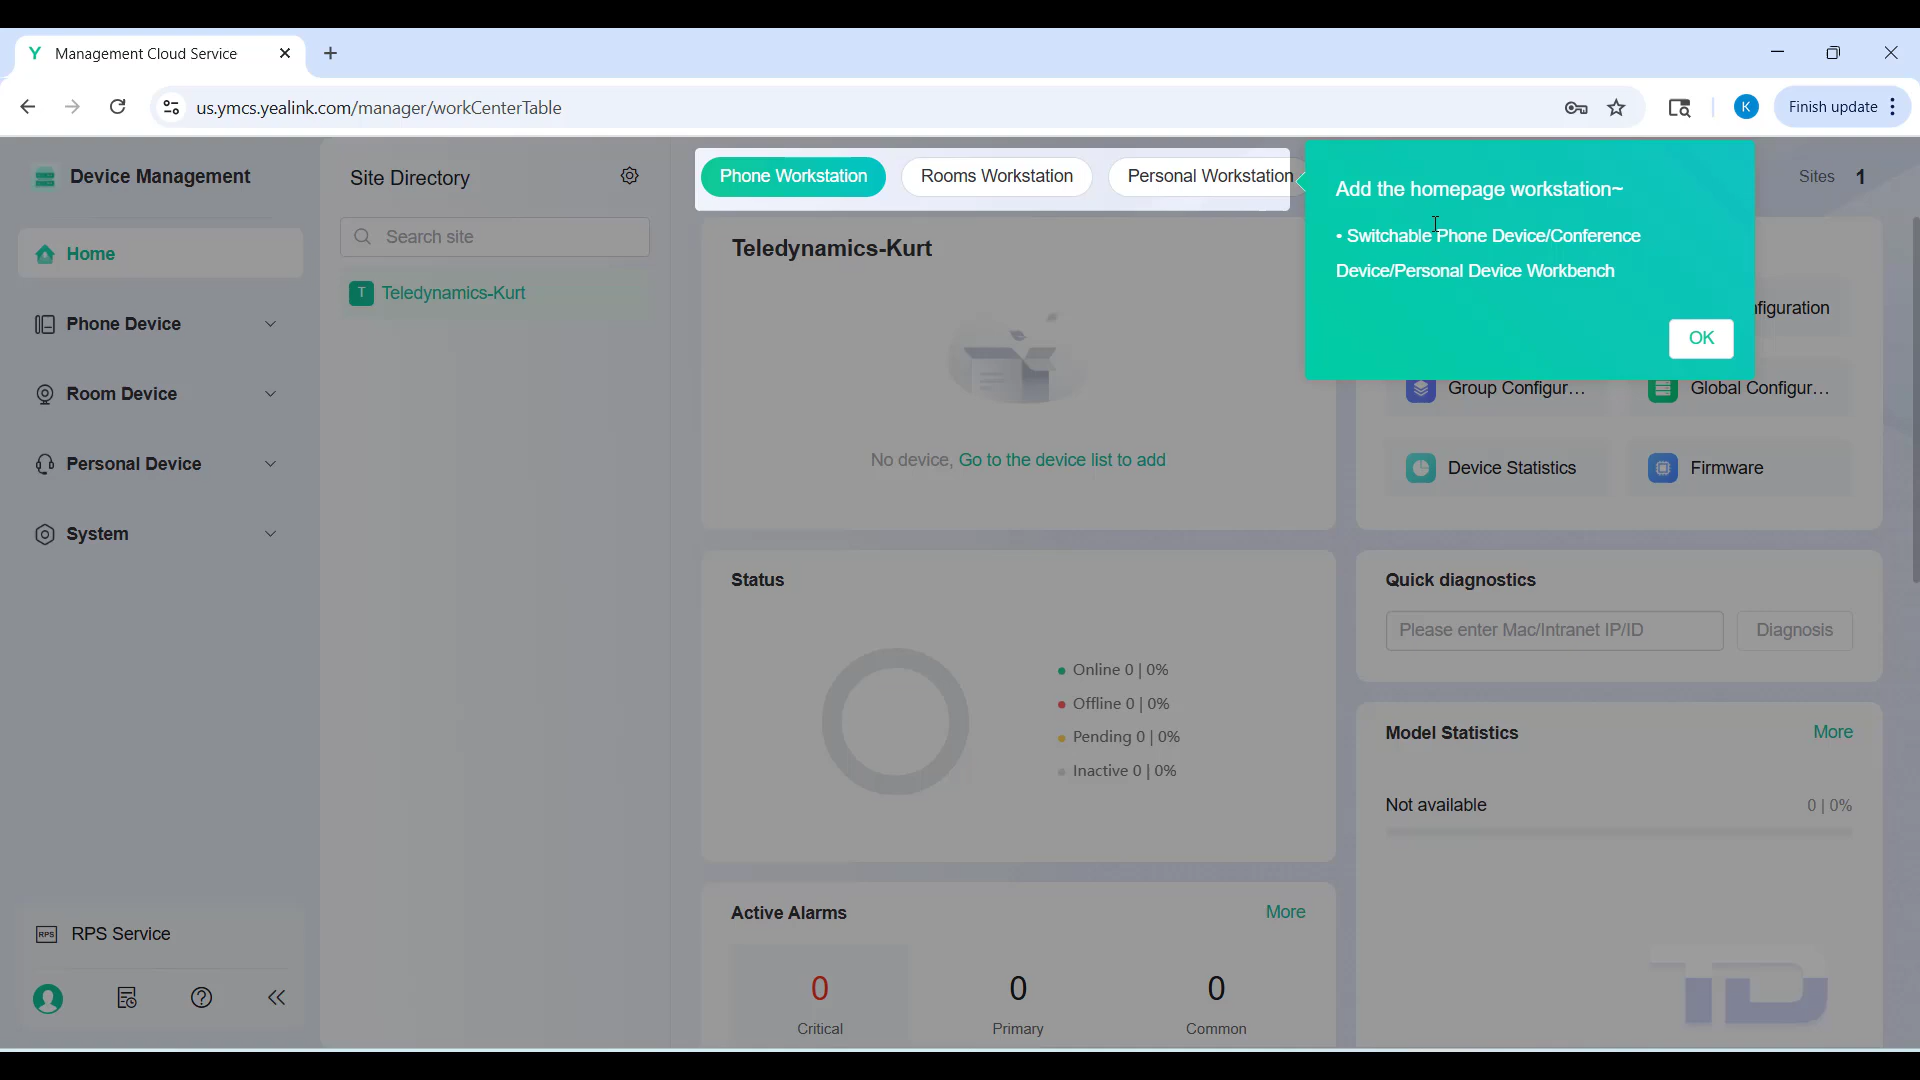 Y Management Cloud Service
us.ymcs.yealink.com/manager/workCenterTable
K
Finish update
Device Management
Home
Phone Device
Room Device
Personal Device
System
RPS RPS Service
Site Directory
Search site
T Teledynamics-Kurt
Phone Workstation
Rooms Workstation
Personal Workstation
Sites 1
Add the homepage workstation~
• Switchable Phone Device/Conference
Device/Personal Device Workbench
OK
Teledynamics-Kurt
No device, Go to the device list to add
figuration
Group Configur...
Global Configur...
Device Statistics
Firmware
Status
Online 0 | 0%
Offline 0 | 0%
Pending 0 | 0%
Inactive 0 | 0%
Quick diagnostics
Please enter Mac/Intranet IP/ID
Diagnosis
Model Statistics
More
Not available
0 | 0%
Active Alarms
More
0
Critical
0
Primary
0
Common
TD